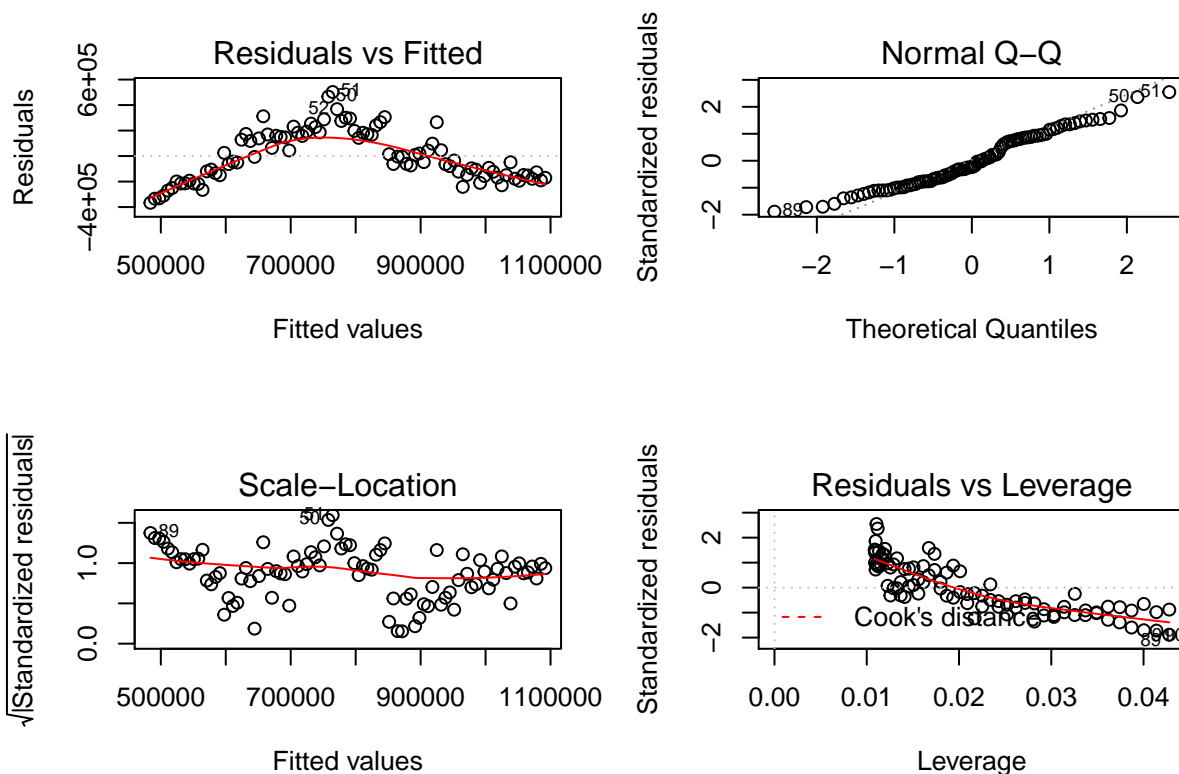 Residuals vs Fitted
Residuals
−4e+05 6e+05
51
50
52
500000 700000 900000 1100000
Fitted values
Normal Q−Q
Standardized residuals
−2 0 2
50 51
89
−2 −1 0 1 2
Theoretical Quantiles
Scale−Location
√|Standardized residuals|
0.0 1.0
51
50
89
500000 700000 900000 1100000
Fitted values
Residuals vs Leverage
Standardized residuals
−2 0 2
Cook's distance
89
0.00 0.01 0.02 0.03 0.04
Leverage